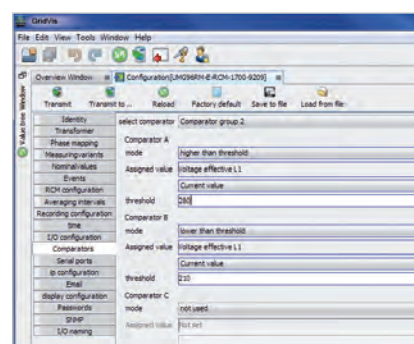 GridVis
File Edit View Tools Window Help
Overview Window Configuration[UMG96RM-E-RCM-1700-9209]
Value tree Window
Transmit Transmit to ... Reload Factory default Save to file Load from file
Identity
Transformer
Phase mapping
Measuringvariants
Nominalvalues
Events
RCM configuration
Averaging intervals
Recording configuration
time
I/O configuration
Comparators
Serial ports
ip configuration
Email
display configuration
Passwords
SNMP
I/O naming
select comparator Comparator group 2
Comparator A
mode higher than threshold
Assigned value Voltage effective L1
Current value
threshold 280
Comparator B
mode lower than threshold
Assigned value Voltage effective L1
Current value
threshold 210
Comparator C
mode not used
Assigned value Not set